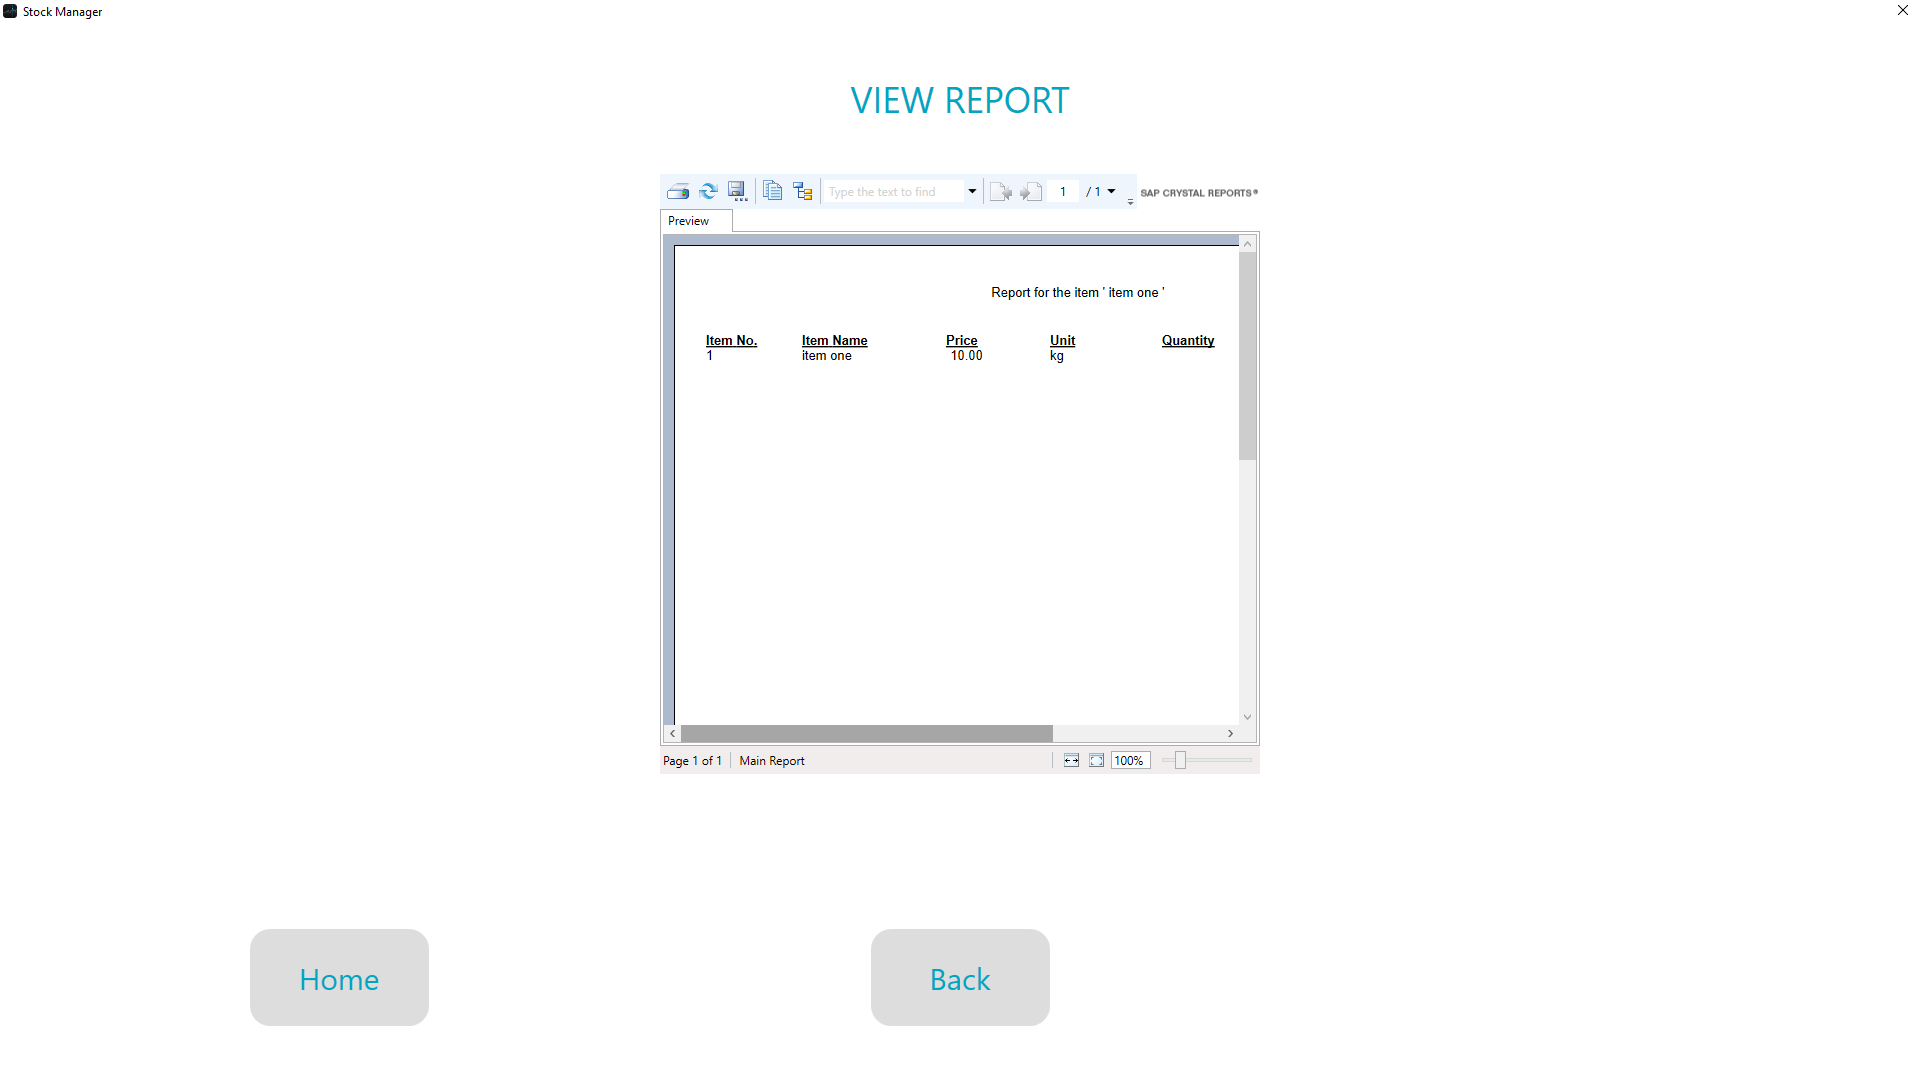 Stock Manager
VIEW REPORT
Type the text to find
1 / 1
SAP CRYSTAL REPORTS®
Preview
Report for the item ' item one '
Item No. Item Name Price Unit Quantity
1 item one 10.00 kg
Page 1 of 1 Main Report 100%
Home Back